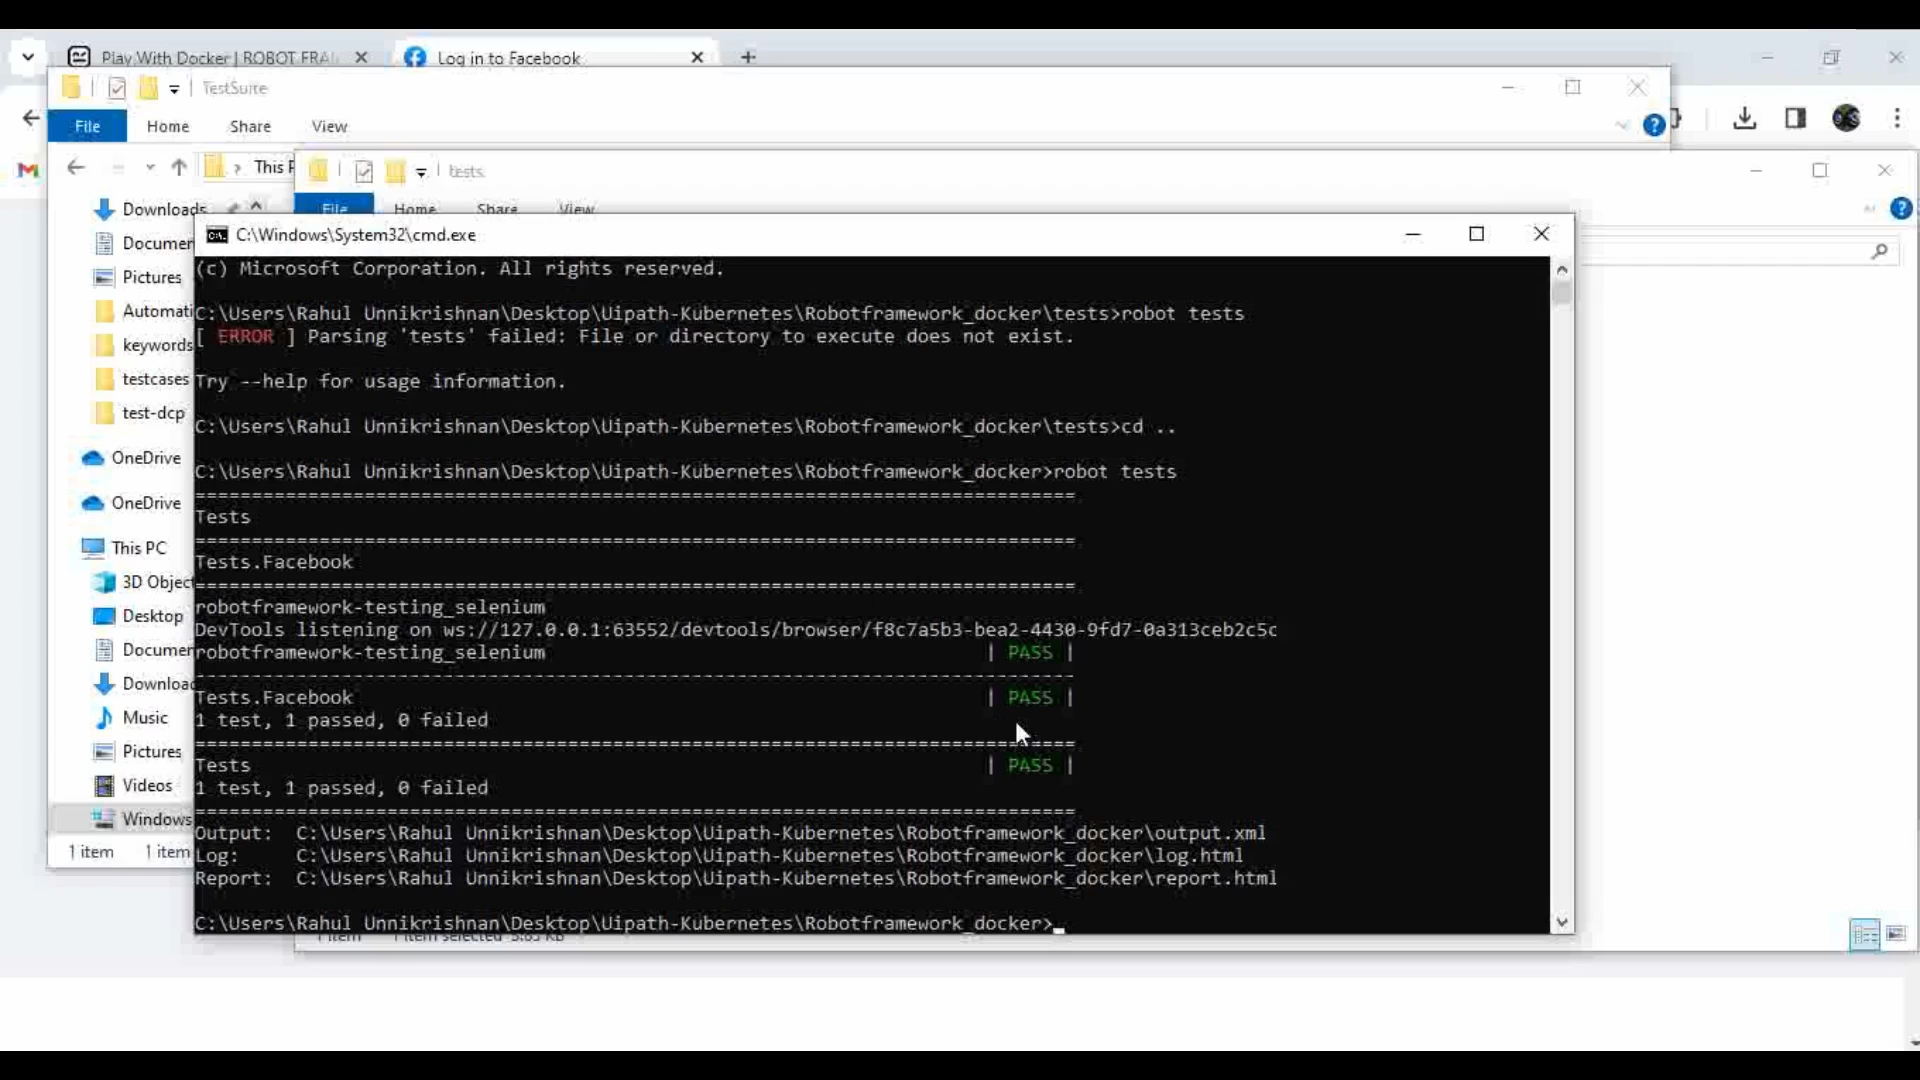 Play With Docker | ROBOT FRA
Log in to Facebook
TestSuite
File
Home
Share
View
This P
tests
File
Home
Share
View
Downloads
Documen
Pictures
Automati
keywords
testcases
test-dcp
OneDrive
OneDrive
This PC
3D Object
Desktop
Documen
Downloac
Music
Pictures
Videos
Windows
1 item
1 item
C:\Windows\System32\cmd.exe
(c) Microsoft Corporation. All rights reserved.
C:\Users\Rahul Unnikrishnan\Desktop\Uipath-Kubernetes\Robotframework_docker\tests>robot tests
[ ERROR ] Parsing 'tests' failed: File or directory to execute does not exist.
Try --help for usage information.
C:\Users\Rahul Unnikrishnan\Desktop\Uipath-Kubernetes\Robotframework_docker\tests>cd ..
C:\Users\Rahul Unnikrishnan\Desktop\Uipath-Kubernetes\Robotframework_docker>robot tests
==============================================================================
Tests
==============================================================================
Tests.Facebook
==============================================================================
robotframework-testing_selenium
DevTools listening on ws://127.0.0.1:63552/devtools/browser/f8c7a5b3-bea2-4430-9fd7-0a313ceb2c5c
robotframework-testing_selenium | PASS |
------------------------------------------------------------------------------
Tests.Facebook | PASS |
1 test, 1 passed, 0 failed
==============================================================================
Tests | PASS |
1 test, 1 passed, 0 failed
==============================================================================
Output: C:\Users\Rahul Unnikrishnan\Desktop\Uipath-Kubernetes\Robotframework_docker\output.xml
Log: C:\Users\Rahul Unnikrishnan\Desktop\Uipath-Kubernetes\Robotframework_docker\log.html
Report: C:\Users\Rahul Unnikrishnan\Desktop\Uipath-Kubernetes\Robotframework_docker\report.html
C:\Users\Rahul Unnikrishnan\Desktop\Uipath-Kubernetes\Robotframework_docker>_
1 item 1 item selected 3.83 KB